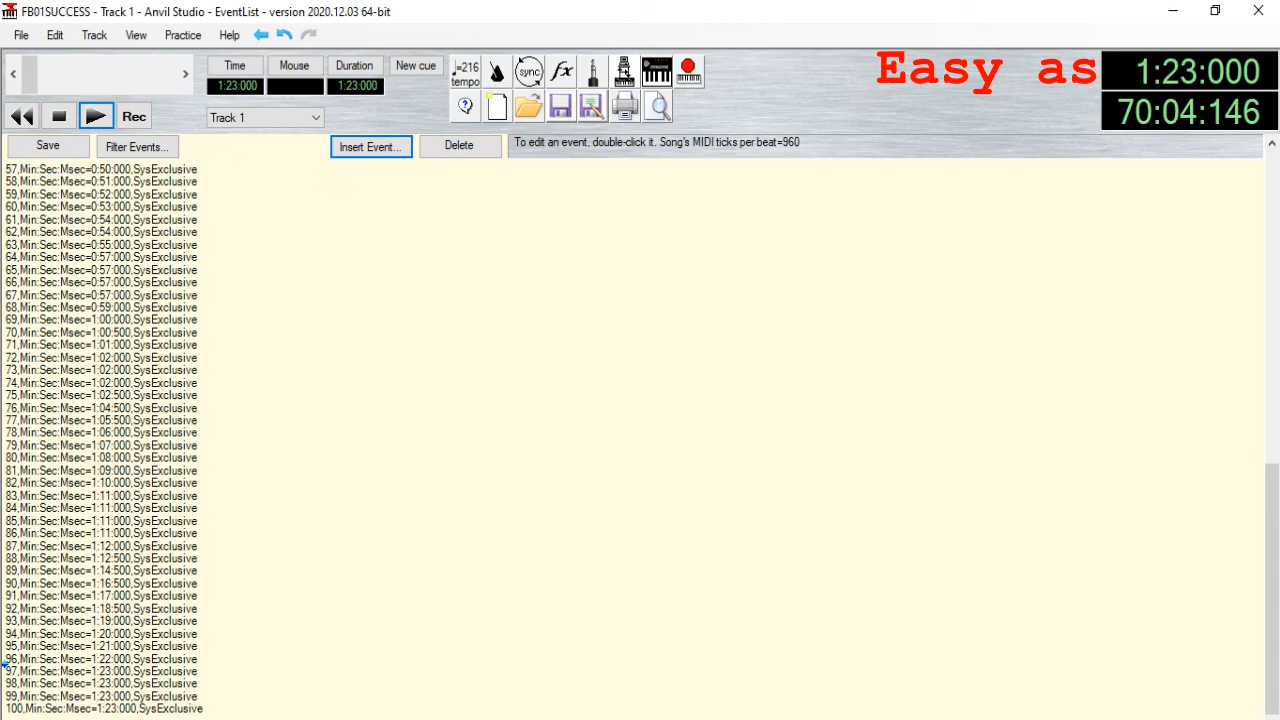 FB01SUCCESS - Track 1 - Anvil Studio - EventList - version 2020.12.03 64-bit
File Edit Track View Practice Help
Time Mouse Duration New cue
1:23:000 1:23:000
=216
tempo
sync
fx
Easy as
1:23:000
70:04:146
Rec
Track 1
Save Filter Events... Insert Event... Delete To edit an event, double-click it. Song's MIDI ticks per beat=960
57,Min:Sec:Msec=0:50:000,SysExclusive
58,Min:Sec:Msec=0:51:000,SysExclusive
59,Min:Sec:Msec=0:52:000,SysExclusive
60,Min:Sec:Msec=0:53:000,SysExclusive
61,Min:Sec:Msec=0:54:000,SysExclusive
62,Min:Sec:Msec=0:54:000,SysExclusive
63,Min:Sec:Msec=0:55:000,SysExclusive
64,Min:Sec:Msec=0:57:000,SysExclusive
65,Min:Sec:Msec=0:57:000,SysExclusive
66,Min:Sec:Msec=0:57:000,SysExclusive
67,Min:Sec:Msec=0:57:000,SysExclusive
68,Min:Sec:Msec=0:59:000,SysExclusive
69,Min:Sec:Msec=1:00:000,SysExclusive
70,Min:Sec:Msec=1:00:500,SysExclusive
71,Min:Sec:Msec=1:01:000,SysExclusive
72,Min:Sec:Msec=1:02:000,SysExclusive
73,Min:Sec:Msec=1:02:000,SysExclusive
74,Min:Sec:Msec=1:02:000,SysExclusive
75,Min:Sec:Msec=1:02:500,SysExclusive
76,Min:Sec:Msec=1:04:500,SysExclusive
77,Min:Sec:Msec=1:05:500,SysExclusive
78,Min:Sec:Msec=1:06:000,SysExclusive
79,Min:Sec:Msec=1:07:000,SysExclusive
80,Min:Sec:Msec=1:08:000,SysExclusive
81,Min:Sec:Msec=1:09:000,SysExclusive
82,Min:Sec:Msec=1:10:000,SysExclusive
83,Min:Sec:Msec=1:11:000,SysExclusive
84,Min:Sec:Msec=1:11:000,SysExclusive
85,Min:Sec:Msec=1:11:000,SysExclusive
86,Min:Sec:Msec=1:11:000,SysExclusive
87,Min:Sec:Msec=1:12:000,SysExclusive
88,Min:Sec:Msec=1:12:500,SysExclusive
89,Min:Sec:Msec=1:14:500,SysExclusive
90,Min:Sec:Msec=1:16:500,SysExclusive
91,Min:Sec:Msec=1:17:000,SysExclusive
92,Min:Sec:Msec=1:18:500,SysExclusive
93,Min:Sec:Msec=1:19:000,SysExclusive
94,Min:Sec:Msec=1:20:000,SysExclusive
95,Min:Sec:Msec=1:21:000,SysExclusive
96,Min:Sec:Msec=1:22:000,SysExclusive
97,Min:Sec:Msec=1:23:000,SysExclusive
98,Min:Sec:Msec=1:23:000,SysExclusive
99,Min:Sec:Msec=1:23:000,SysExclusive
100,Min:Sec:Msec=1:23:000,SysExclusive